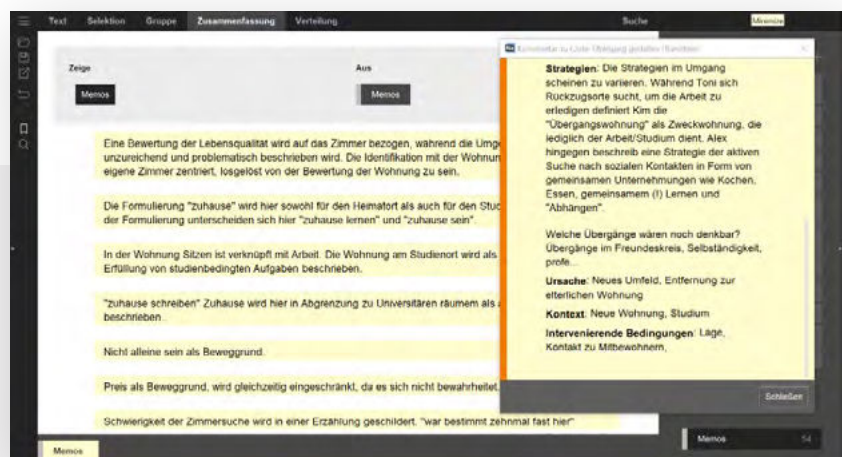 Text Selektion Gruppe Zusammenfassung Verteilung Suche
Zeige Aus
Memos Memos
Eine Bewertung der Lebensqualität wird auf das Zimmer bezogen, während die
unzureichend und problematisch beschrieben wird. Die Identifikation mit der
eigene Zimmer zentriert, losgelöst von der Bewertung der Wohnung zu sein.
Die Formulierung "zuhause" wird hier sowohl für den Heimatort als auch für den
der Formulierung unterscheiden sich hier "zuhause lernen" und "zuhause sein".
In der Wohnung Sitzen ist verknüpft mit Arbeit. Die Wohnung am Studienort wird als
Erfüllung von studienbedingten Aufgaben beschrieben.
"zuhause schreiben" Zuhause wird hier in Abgrenzung zu Universitären räumem als
beschrieben.
Nicht alleine sein als Beweggrund.
Preis als Beweggrund, wird gleichzeitig eingeschränkt, da es sich nicht bewahrheitet.
Schwierigkeit der Zimmersuche wird in einer Erzählung geschildert. "war bestimmt zehnmal fast hier"
Memos
Strategien: Die Strategien im Umgang
scheinen zu variieren. Während Toni sich
Rückzugsorte sucht, um die Arbeit zu
erledigen definiert Kim die
"Übergangswohnung" als Zweckwohnung, die
lediglich der Arbeit/Studium dient. Alex
hingegen beschreib eine Strategie der aktiven
Suche nach sozialen Kontakten in Form von
gemeinsamen Unternehmungen wie Kochen,
Essen, gemeinsamem (!) Lernen und
"Abhängen".
Welche Übergänge wären noch denkbar?
Übergänge im Freundeskreis, Selbständigkeit,
profe...
Ursache: Neues Umfeld, Entfernung zur
elterlichen Wohnung
Kontext: Neue Wohnung, Studium
Intervenierende Bedingungen: Lage,
Kontakt zu Mitbewohnern,
Schließen
Memos 54